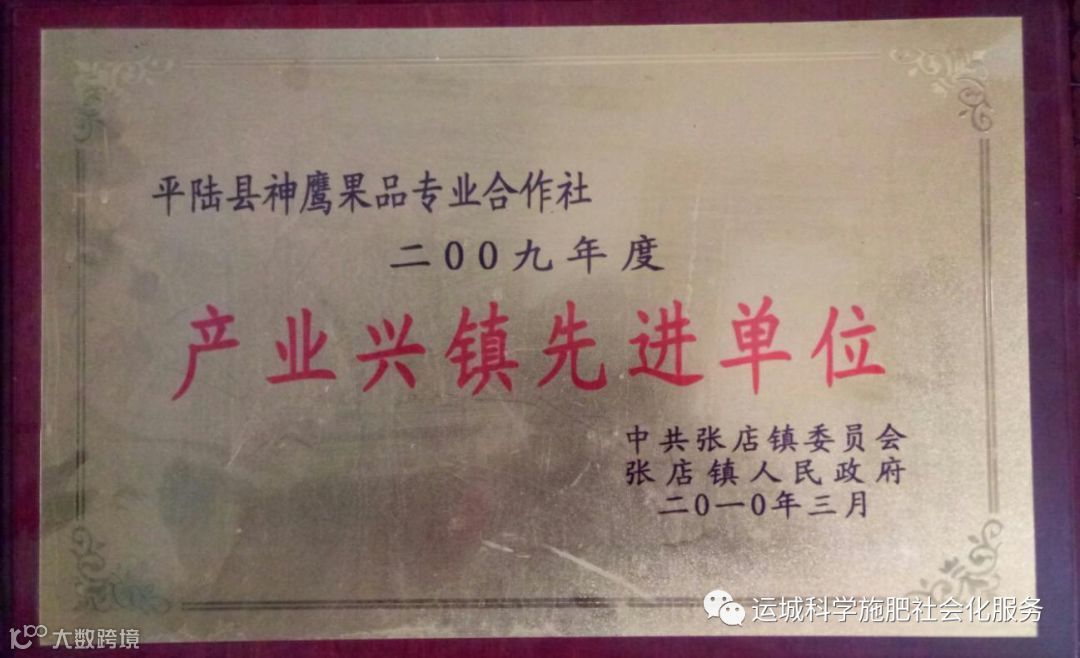 平陆县神鹰果品专业合作社
二00九年度
产业兴镇先进单位
中共张店镇委员会
张店镇人民政府
二0一0年三月
运城科学施肥社会化服务
大数跨境